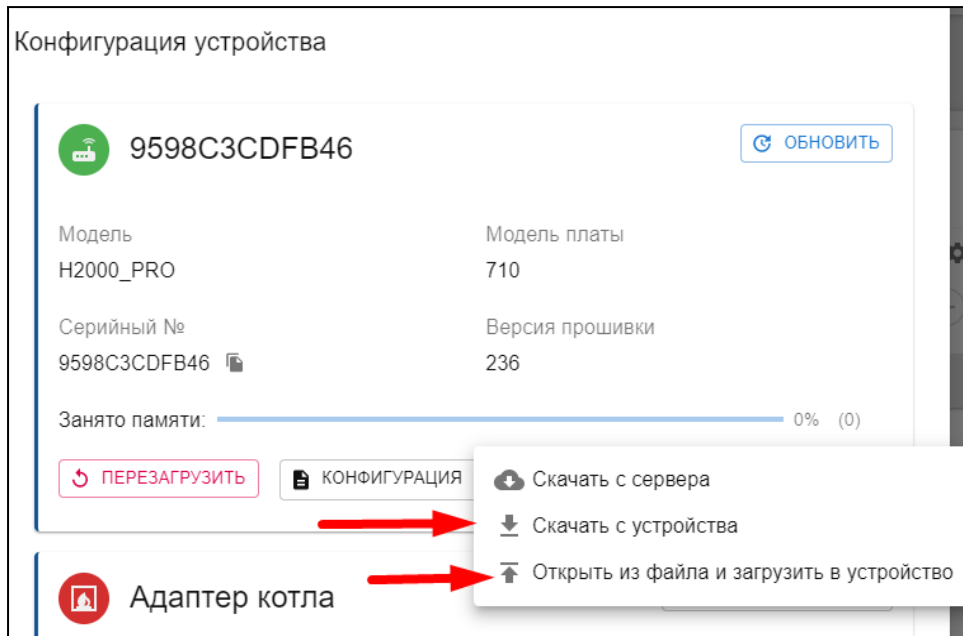 Конфигурация устройства
9598C3CDFB46
ОБНОВИТЬ
Модель
Модель платы
H2000_PRO
710
Серийный №
Версия прошивки
9598C3CDFB46
236
Занято памяти: 0% (0)
ПЕРЕЗАГРУЗИТЬ
КОНФИГУРАЦИЯ
Скачать с сервера
Скачать с устройства
Открыть из файла и загрузить в устройство
Адаптер котла